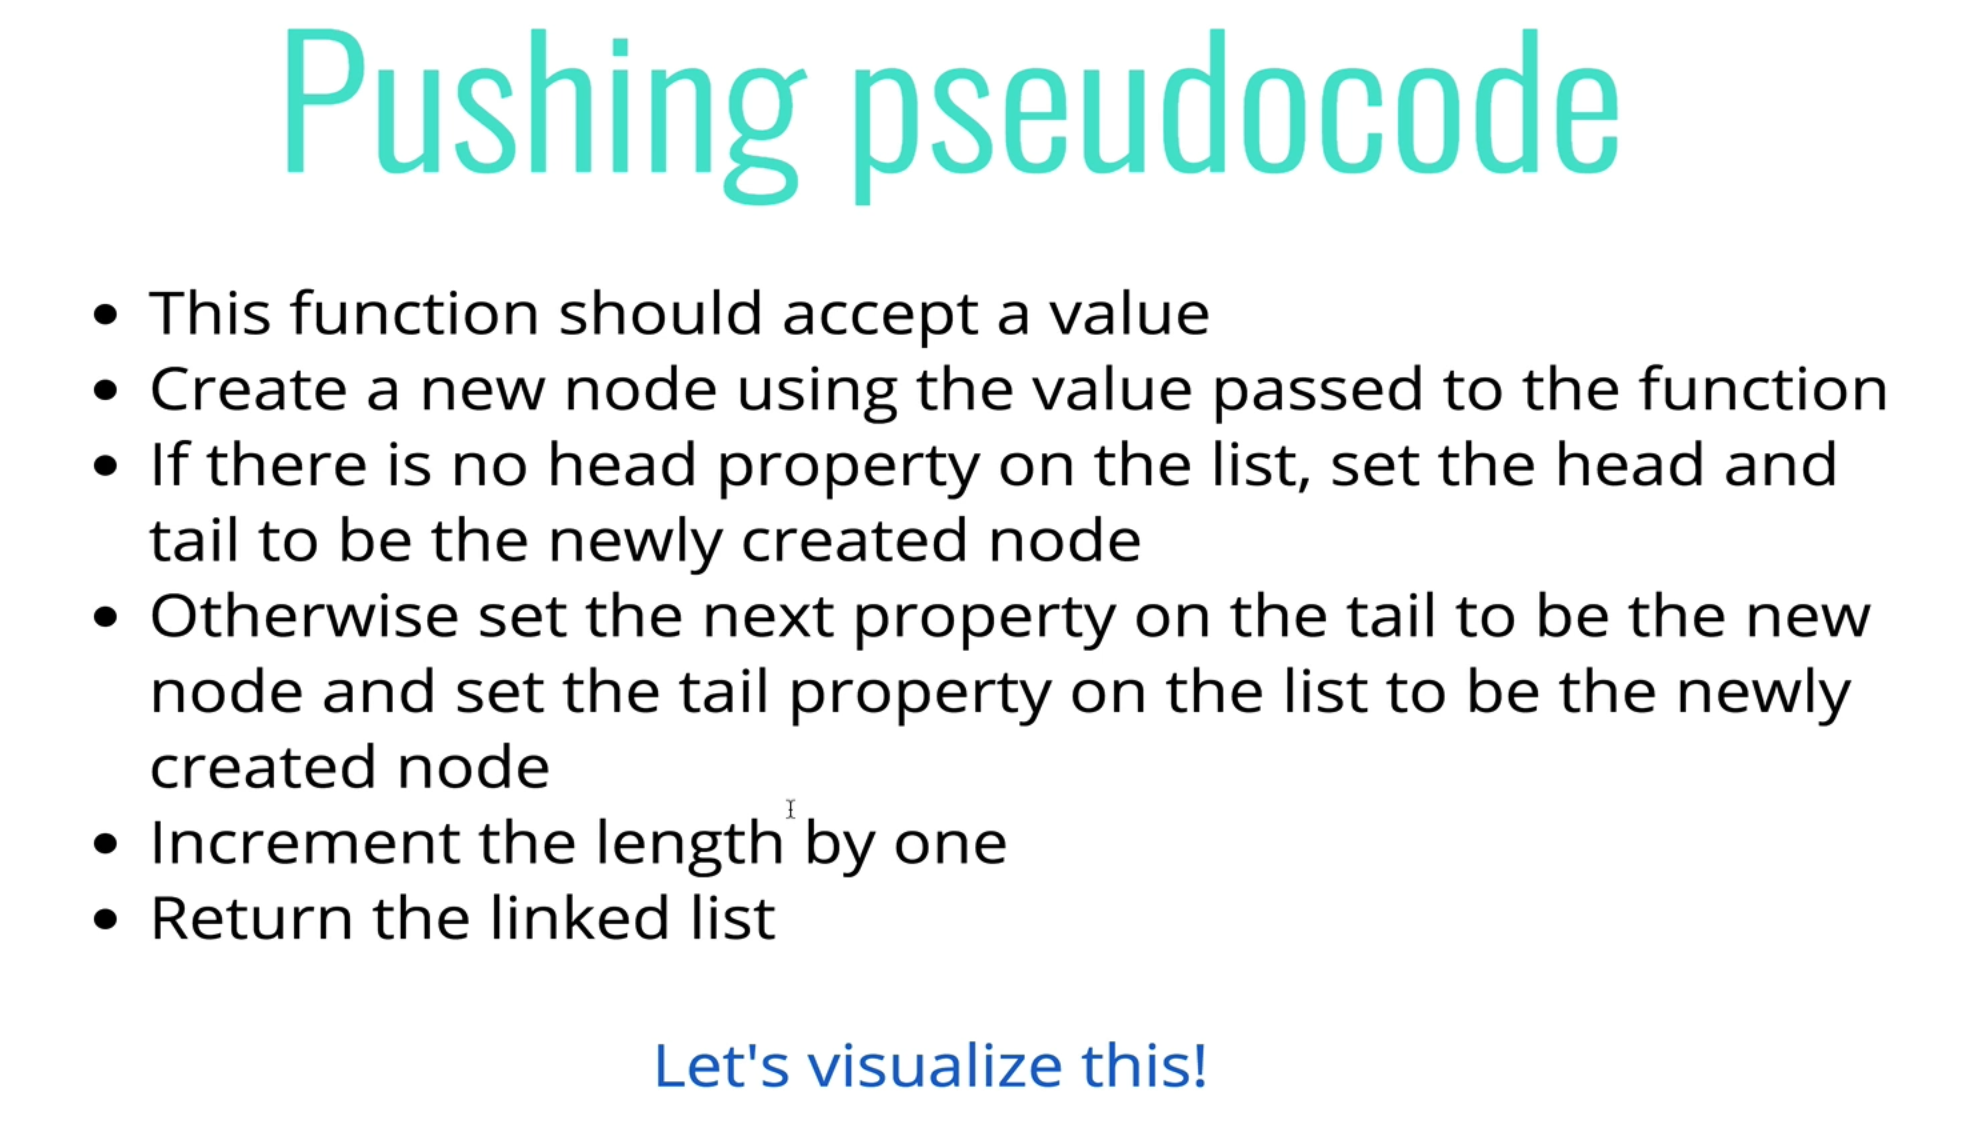 Pushing pseudocode
• This function should accept a value
• Create a new node using the value passed to the function
• If there is no head property on the list, set the head and
tail to be the newly created node
• Otherwise set the next property on the tail to be the new
node and set the tail property on the list to be the newly
created node
• Increment the length by one
• Return the linked list
Let's visualize this!